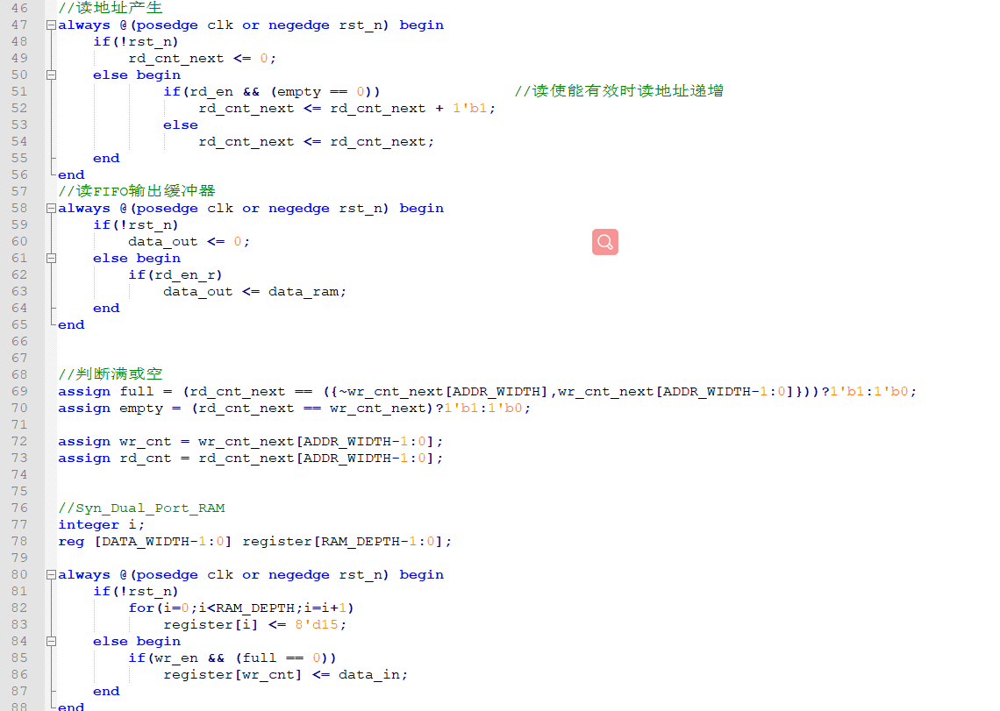 46 //读地址产生
47 always @(posedge clk or negedge rst_n) begin
48     if(!rst_n)
49         rd_cnt_next <= 0;
50     else begin
51             if(rd_en && (empty == 0))               //读使能有效时读地址递增
52                 rd_cnt_next <= rd_cnt_next + 1'b1;
53             else
54                 rd_cnt_next <= rd_cnt_next;
55     end
56 end
57 //读FIFO输出缓冲器
58 always @(posedge clk or negedge rst_n) begin
59     if(!rst_n)
60         data_out <= 0;
61     else begin
62         if(rd_en_r)
63             data_out <= data_ram;
64     end
65 end
66
67
68 //判断满或空
69 assign full = (rd_cnt_next == ({~wr_cnt_next[ADDR_WIDTH],wr_cnt_next[ADDR_WIDTH-1:0]}))?1'b1:1'b0;
70 assign empty = (rd_cnt_next == wr_cnt_next)?1'b1:1'b0;
71
72 assign wr_cnt = wr_cnt_next[ADDR_WIDTH-1:0];
73 assign rd_cnt = rd_cnt_next[ADDR_WIDTH-1:0];
74
75
76 //Syn_Dual_Port_RAM
77 integer i;
78 reg [DATA_WIDTH-1:0] register[RAM_DEPTH-1:0];
79
80 always @(posedge clk or negedge rst_n) begin
81     if(!rst_n)
82         for(i=0;i<RAM_DEPTH;i=i+1)
83             register[i] <= 8'd15;
84     else begin
85         if(wr_en && (full == 0))
86             register[wr_cnt] <= data_in;
87     end
88 end